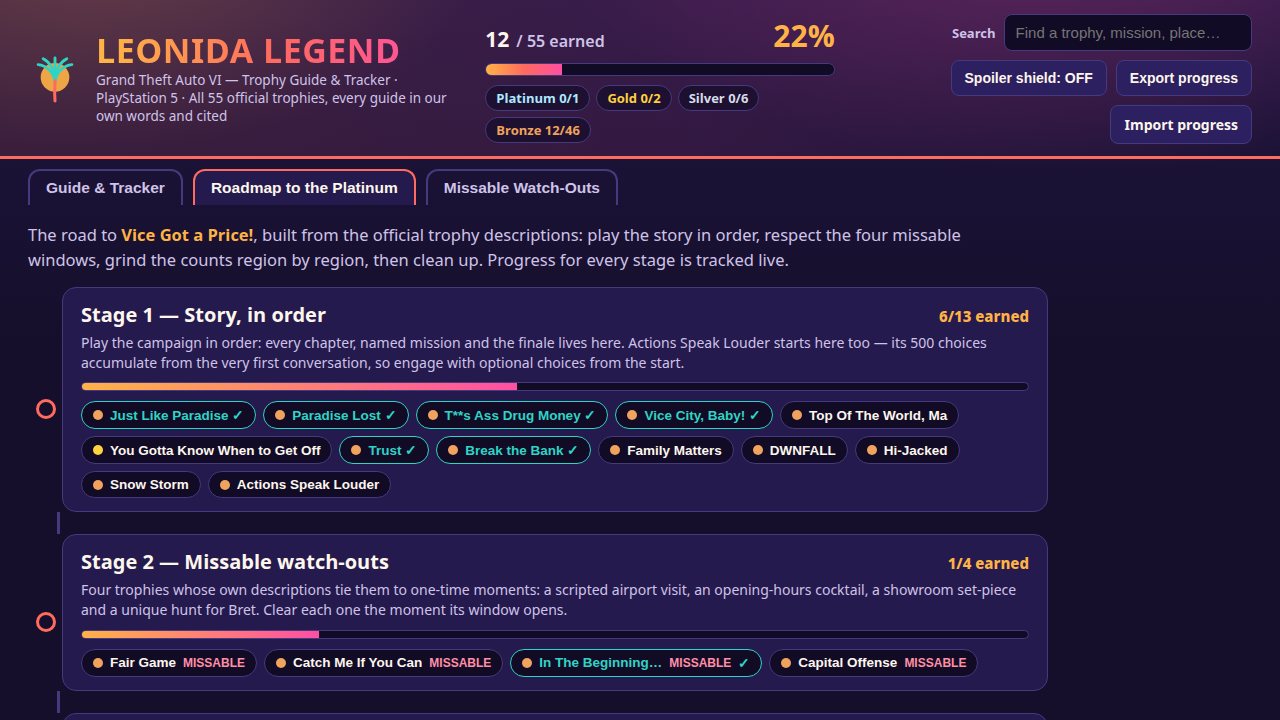 LEONIDA LEGEND
Grand Theft Auto VI — Trophy Guide & Tracker ·
PlayStation 5 · All 55 official trophies, every guide in our
own words and cited
12 / 55 earned
22%
Platinum 0/1
Gold 0/2
Silver 0/6
Bronze 12/46
Search
Find a trophy, mission, place…
Spoiler shield: OFF
Export progress
Import progress
Guide & Tracker
Roadmap to the Platinum
Missable Watch-Outs
The road to Vice Got a Price!, built from the official trophy descriptions: play the story in order, respect the four missable
windows, grind the counts region by region, then clean up. Progress for every stage is tracked live.
Stage 1 — Story, in order
6/13 earned
Play the campaign in order: every chapter, named mission and the finale lives here. Actions Speak Louder starts here too — its 500 choices
accumulate from the very first conversation, so engage with optional choices from the start.
Just Like Paradise ✓
Paradise Lost ✓
T**s Ass Drug Money ✓
Vice City, Baby! ✓
Top Of The World, Ma
You Gotta Know When to Get Off
Trust ✓
Break the Bank ✓
Family Matters
DWNFALL
Hi-Jacked
Snow Storm
Actions Speak Louder
Stage 2 — Missable watch-outs
1/4 earned
Four trophies whose own descriptions tie them to one-time moments: a scripted airport visit, an opening-hours cocktail, a showroom set-piece
and a unique hunt for Bret. Clear each one the moment its window opens.
Fair Game MISSABLE
Catch Me If You Can MISSABLE
In The Beginning… MISSABLE ✓
Capital Offense MISSABLE